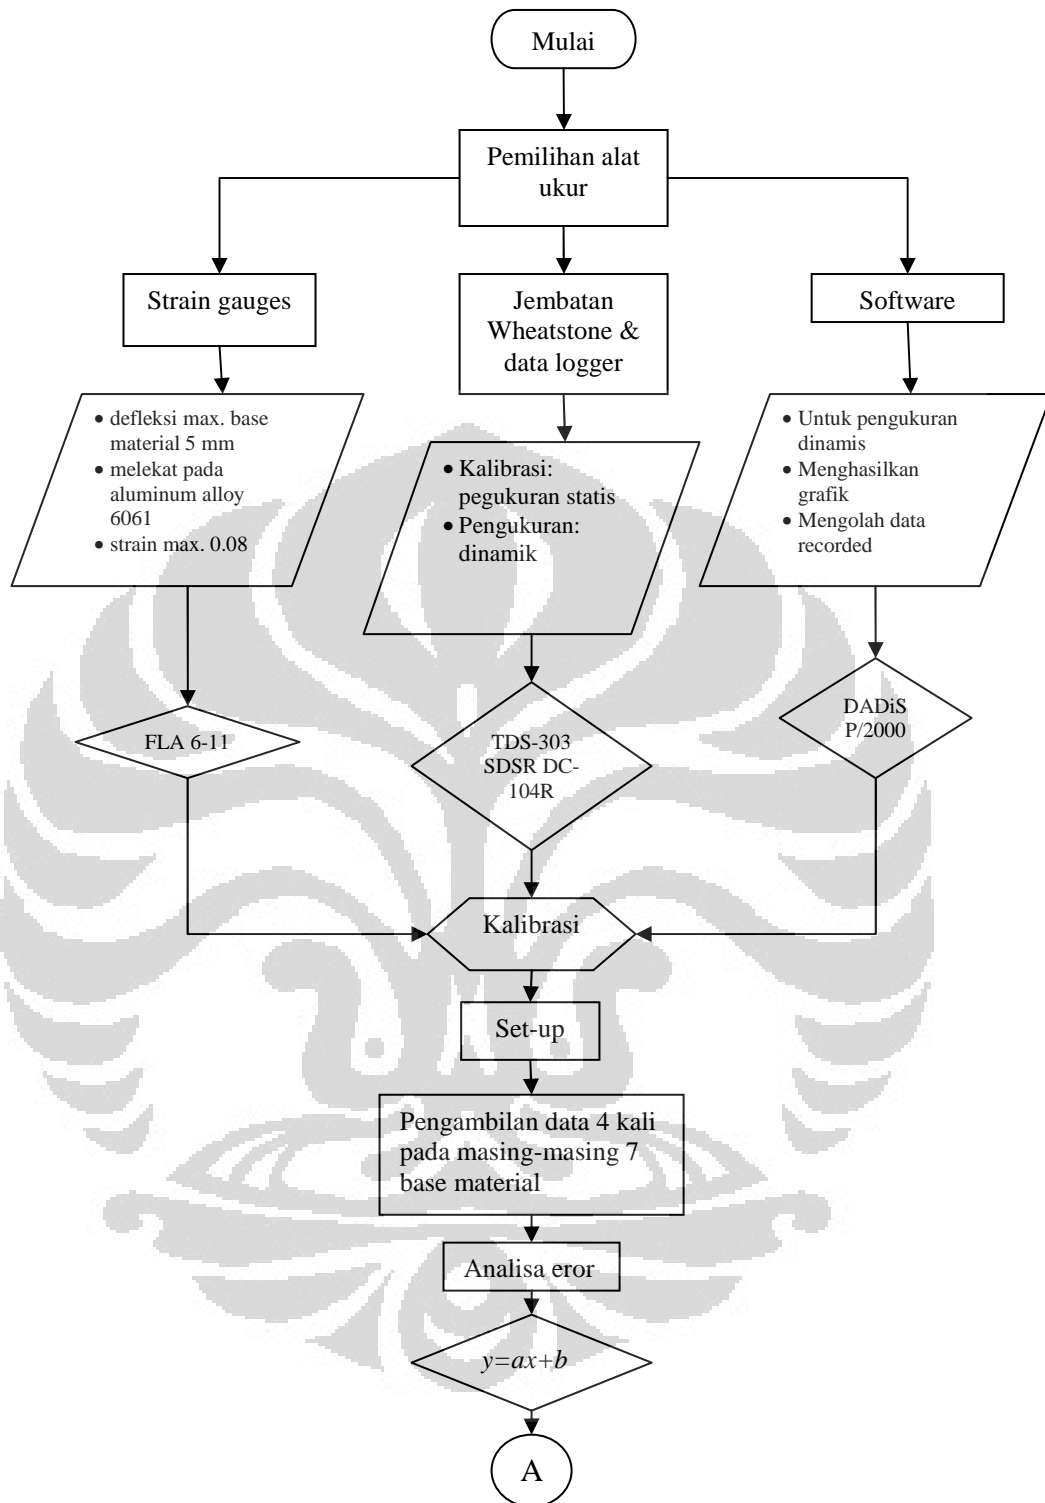 Mulai
Pemilihan alat
ukur
Strain gauges
Jembatan
Wheatstone &
data logger
Software
• defleksi max. base
material 5 mm
• melekat pada
aluminum alloy
6061
• strain max. 0.08
• Kalibrasi:
pegukuran statis
• Pengukuran:
dinamik
• Untuk pengukuran
dinamis
• Menghasilkan
grafik
• Mengolah data
recorded
FLA 6-11
TDS-303
SDSR DC-
104R
DADiS
P/2000
Kalibrasi
Set-up
Pengambilan data 4 kali
pada masing-masing 7
base material
Analisa eror
y=ax+b
A